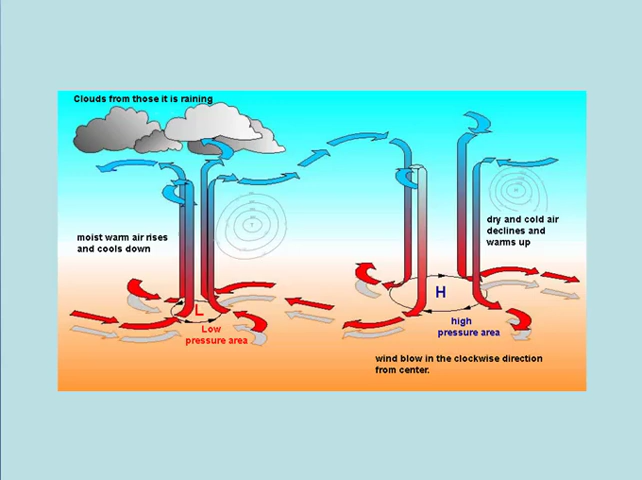 Clouds from those it is raining
moist warm air rises
and cools down
dry and cold air
declines and
warms up
L
Low
pressure area
H
high
pressure area
wind blow in the clockwise direction
from center.